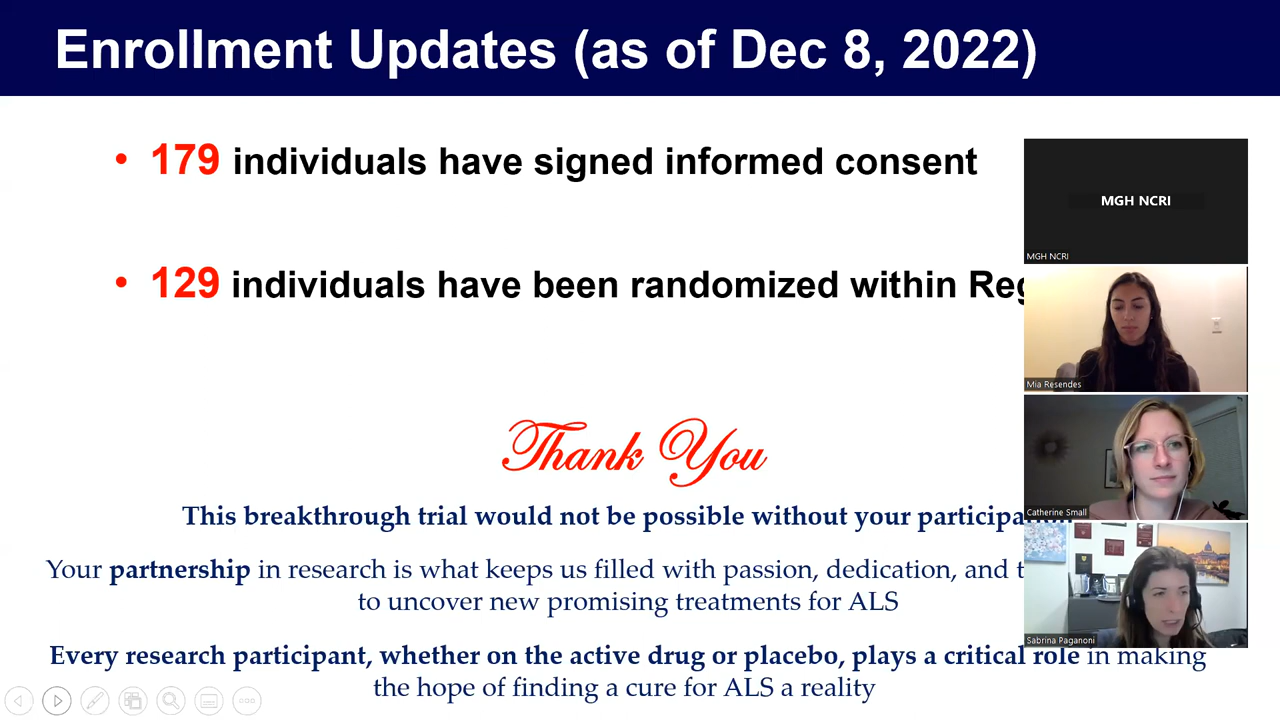 Enrollment Updates (as of Dec 8, 2022)
• 179 individuals have signed informed consent
• 129 individuals have been randomized within
Thank You
This breakthrough trial would not be possible without your
Your partnership in research is what keeps us filled with passion, dedication, and
to uncover new promising treatments for ALS
Every research participant, whether on the active drug or placebo, plays a critical role in making
the hope of finding a cure for ALS a reality
MGH NCRI
MGH NCRI
Mia Resendes
Catherine Small
Sabrina Paganoni